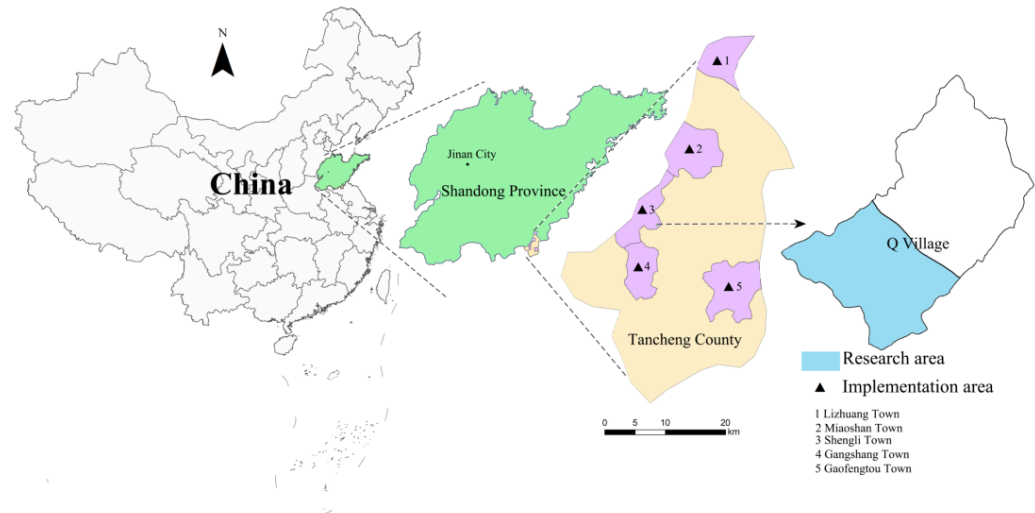 N
China
Jinan City
Shandong Province
1
2
3
4
5
Tancheng County
Q Village
Research area
Implementation area
1 Lizhuang Town
2 Miaoshan Town
3 Shengli Town
4 Gangshang Town
5 Gaofengtou Town
0 5 10 20
km